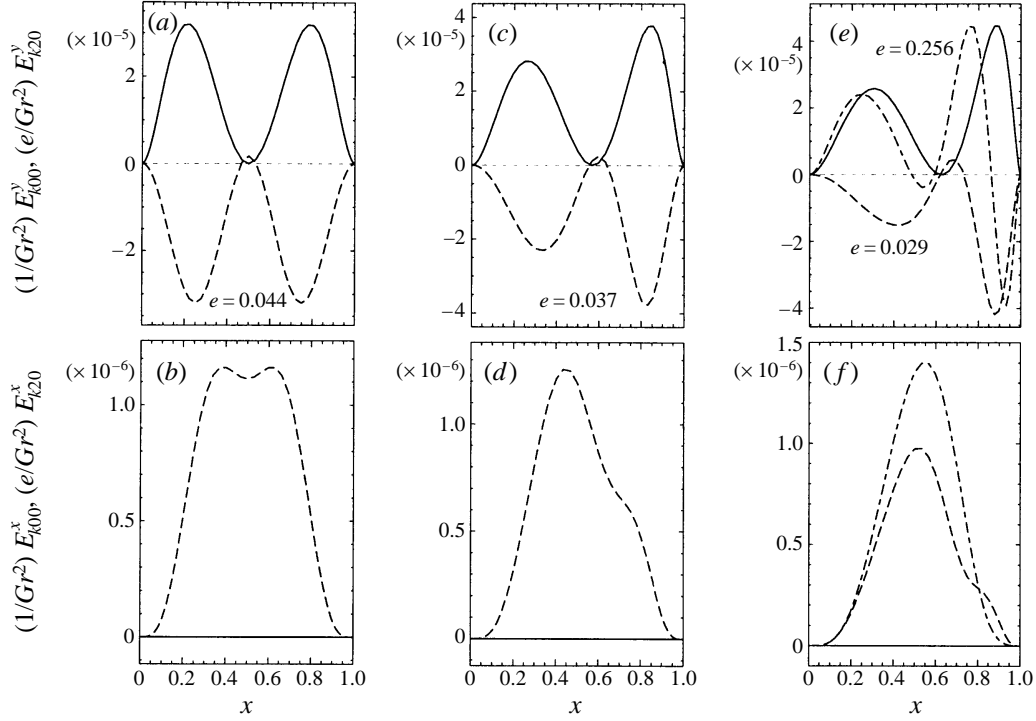 (1/Gr²) E^y_k00, (e/Gr²) E^y_k20
(a)
(× 10⁻⁵)
2
0
−2
e = 0.044
(c)
4
(× 10⁻⁵)
2
0
−2
−4
e = 0.037
(e)
4
(× 10⁻⁵)
2
0
−2
−4
e = 0.256
e = 0.029
(1/Gr²) E^x_k00, (e/Gr²) E^x_k20
(× 10⁻⁶)
(b)
1.0
0.5
0
0 0.2 0.4 0.6 0.8 1.0
x
(× 10⁻⁶)
(d)
1.0
0.5
0
0 0.2 0.4 0.6 0.8 1.0
x
1.5
(× 10⁻⁶)
(f)
1.0
0.5
0
0 0.2 0.4 0.6 0.8 1.0
x